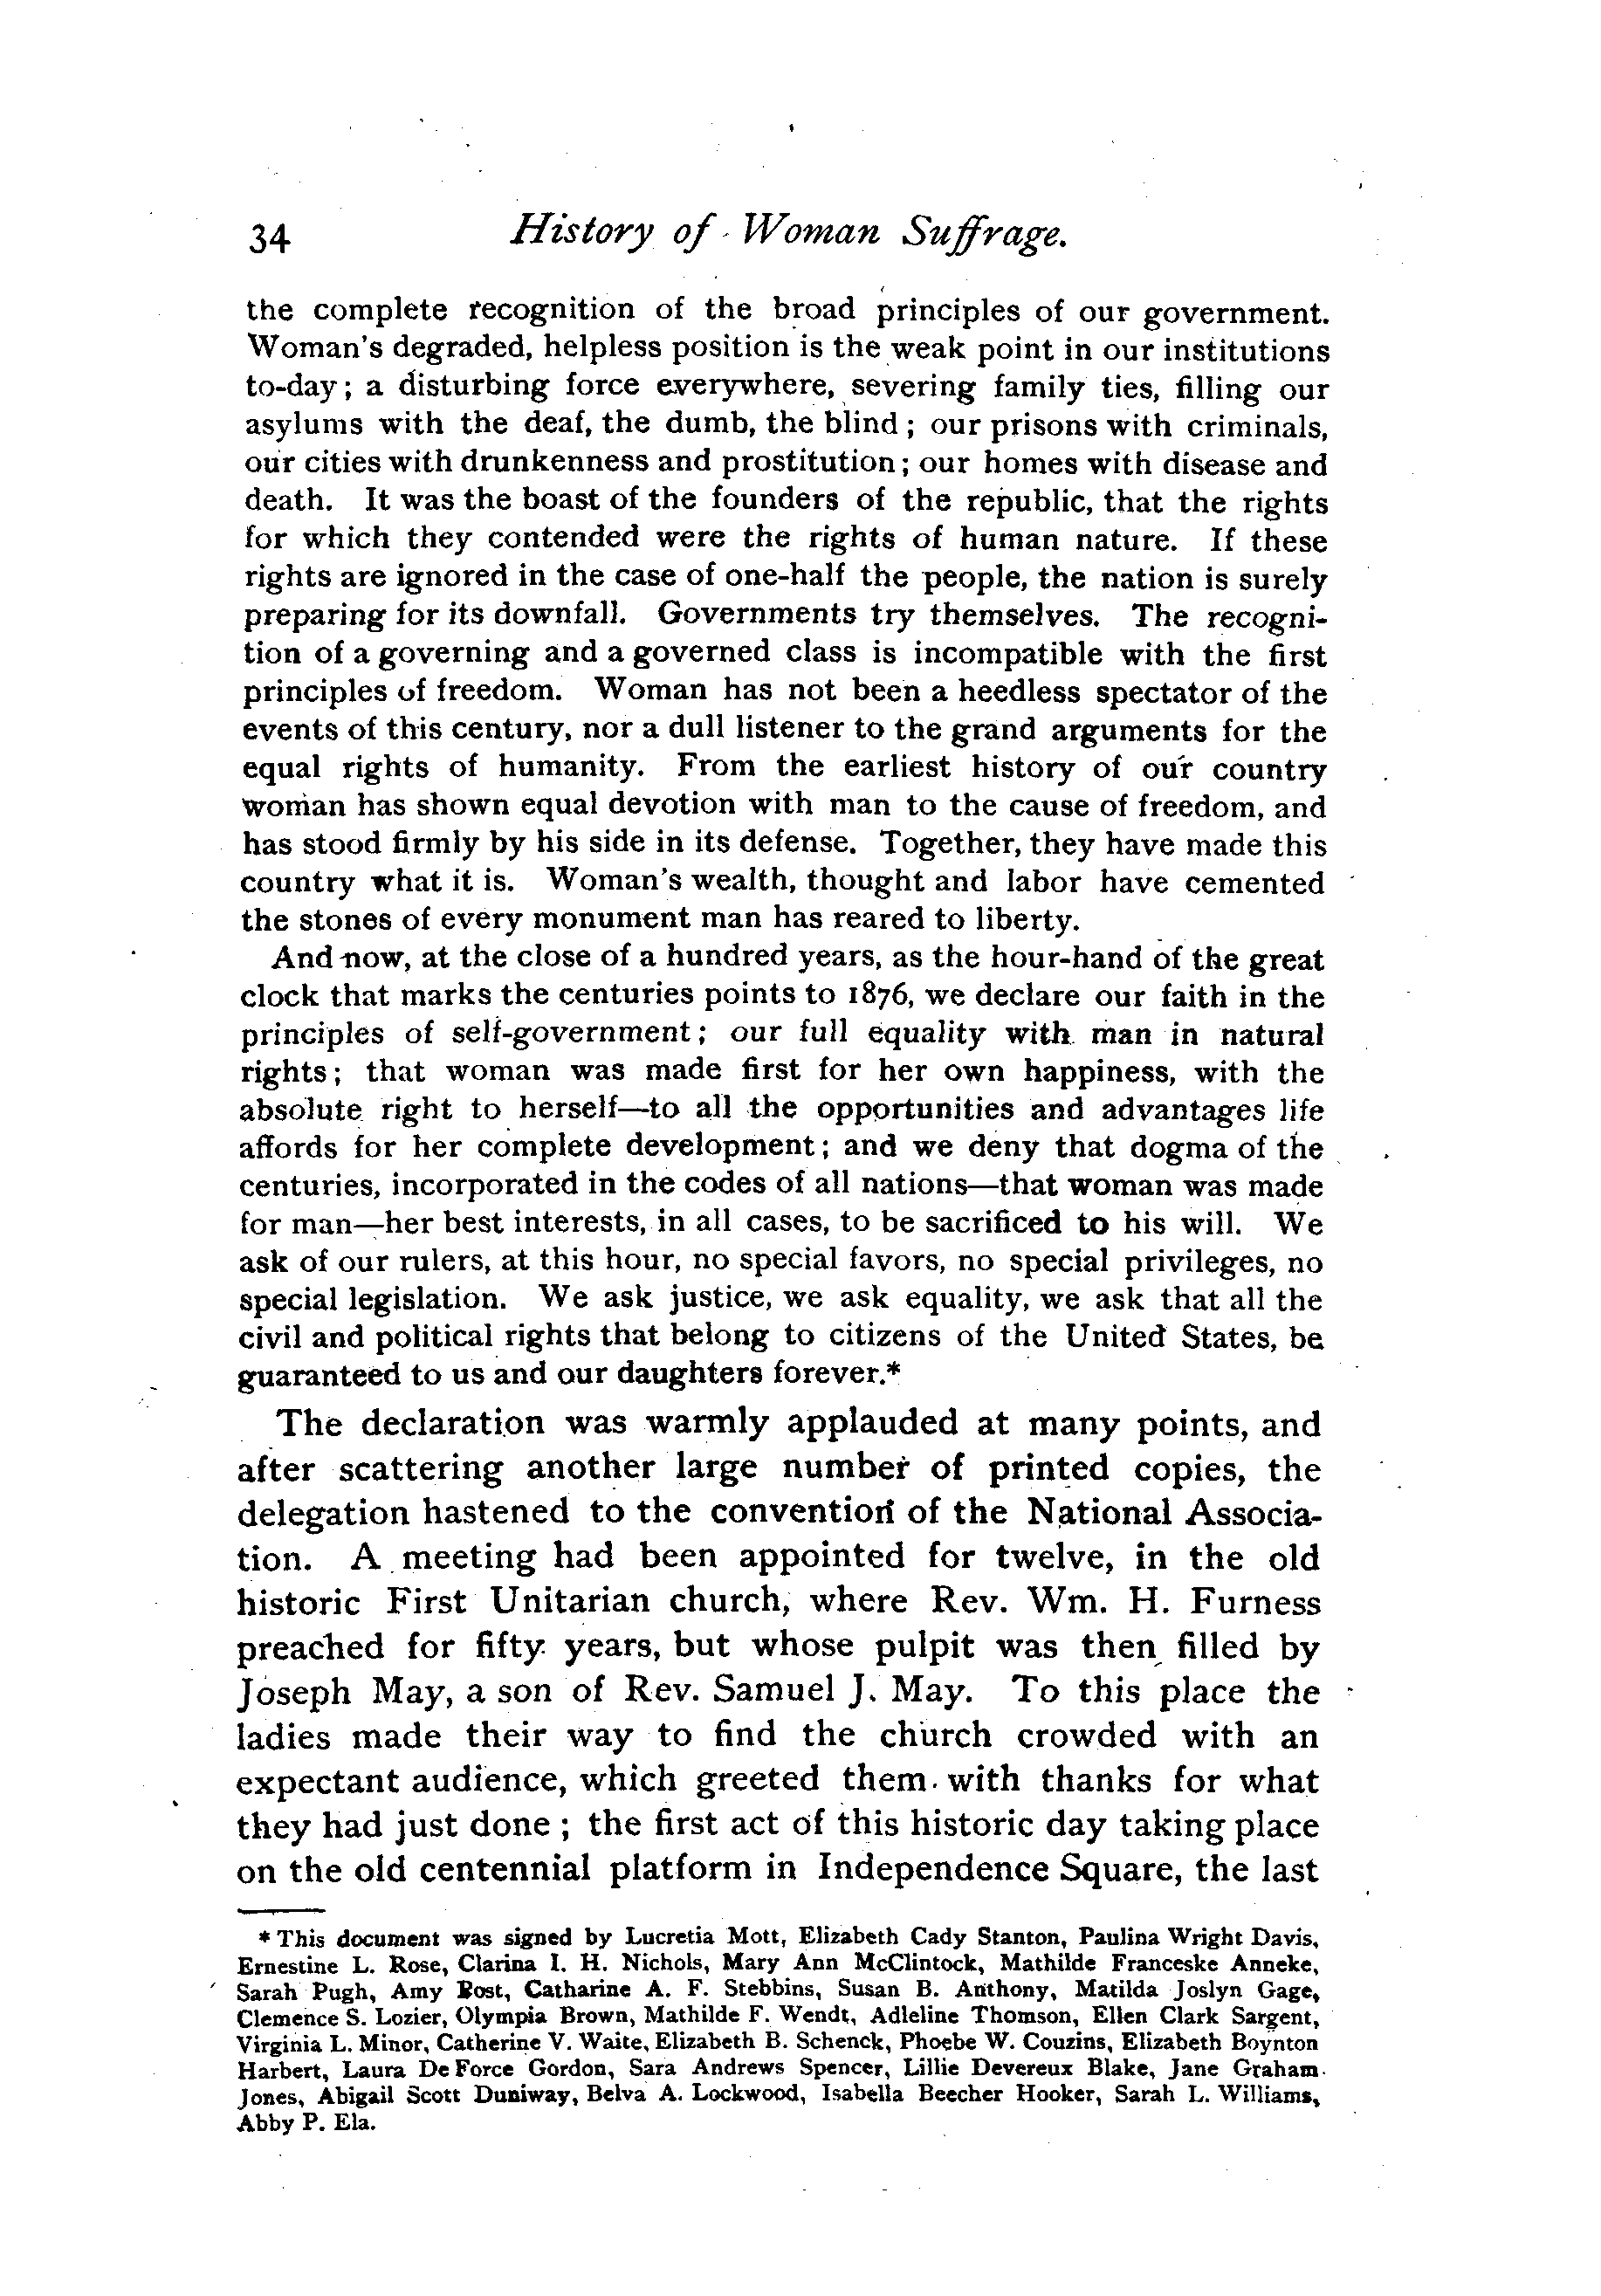 34 History of Woman Suffrage.
the complete recognition of the broad principles of our government.
Woman's degraded, helpless position is the weak point in our institutions
to-day; a disturbing force everywhere, severing family ties, filling our
asylums with the deaf, the dumb, the blind; our prisons with criminals,
our cities with drunkenness and prostitution; our homes with disease and
death. It was the boast of the founders of the republic, that the rights
for which they contended were the rights of human nature. If these
rights are ignored in the case of one-half the people, the nation is surely
preparing for its downfall. Governments try themselves. The recogni-
tion of a governing and a governed class is incompatible with the first
principles of freedom. Woman has not been a heedless spectator of the
events of this century, nor a dull listener to the grand arguments for the
equal rights of humanity. From the earliest history of our country
woman has shown equal devotion with man to the cause of freedom, and
has stood firmly by his side in its defense. Together, they have made this
country what it is. Woman's wealth, thought and labor have cemented
the stones of every monument man has reared to liberty.
And now, at the close of a hundred years, as the hour-hand of the great
clock that marks the centuries points to 1876, we declare our faith in the
principles of self-government; our full equality with man in natural
rights; that woman was made first for her own happiness, with the
absolute right to herself—to all the opportunities and advantages life
affords for her complete development; and we deny that dogma of the
centuries, incorporated in the codes of all nations—that woman was made
for man—her best interests, in all cases, to be sacrificed to his will. We
ask of our rulers, at this hour, no special favors, no special privileges, no
special legislation. We ask justice, we ask equality, we ask that all the
civil and political rights that belong to citizens of the United States, be
guaranteed to us and our daughters forever.*
The declaration was warmly applauded at many points, and
after scattering another large number of printed copies, the
delegation hastened to the convention of the National Associa-
tion. A meeting had been appointed for twelve, in the old
historic First Unitarian church, where Rev. Wm. H. Furness
preached for fifty years, but whose pulpit was then filled by
Joseph May, a son of Rev. Samuel J. May. To this place the
ladies made their way to find the church crowded with an
expectant audience, which greeted them with thanks for what
they had just done; the first act of this historic day taking place
on the old centennial platform in Independence Square, the last
* This document was signed by Lucretia Mott, Elizabeth Cady Stanton, Paulina Wright Davis,
Ernestine L. Rose, Clarina I. H. Nichols, Mary Ann McClintock, Mathilde Franceske Anneke,
Sarah Pugh, Amy Post, Catharine A. F. Stebbins, Susan B. Anthony, Matilda Joslyn Gage,
Clemence S. Lozier, Olympia Brown, Mathilde F. Wendt, Adleline Thomson, Ellen Clark Sargent,
Virginia L. Minor, Catherine V. Waite, Elizabeth B. Schenck, Phoebe W. Couzins, Elizabeth Boynton
Harbert, Laura De Force Gordon, Sara Andrews Spencer, Lillie Devereux Blake, Jane Graham
Jones, Abigail Scott Duniway, Belva A. Lockwood, Isabella Beecher Hooker, Sarah L. Williams,
Abby P. Ela.